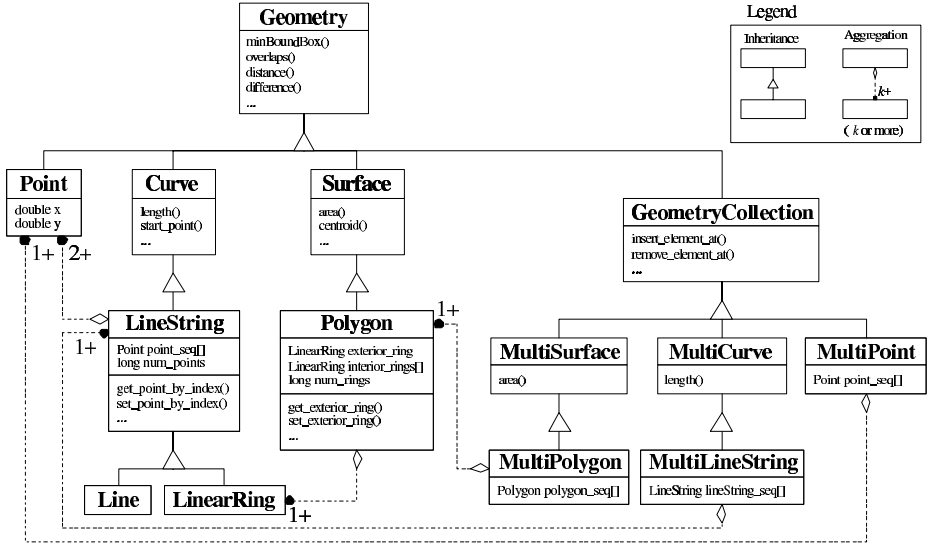 Geometry
minBoundBox()
overlaps()
distance()
difference()
...
Legend
Inheritance
Aggregation
k+
( k or more)
Point
double x
double y
1+
2+
Curve
length()
start_point()
...
Surface
area()
centroid()
...
GeometryCollection
insert_element_at()
remove_element_at()
...
LineString
Point point_seq[]
long num_points
get_point_by_index()
set_point_by_index()
...
1+
Polygon
LinearRing exterior_ring
LinearRing interior_rings[]
long num_rings
get_exterior_ring()
set_exterior_ring()
...
1+
MultiSurface
area()
MultiCurve
length()
MultiPoint
Point point_seq[]
MultiPolygon
Polygon polygon_seq[]
MultiLineString
LineString lineString_seq[]
Line
LinearRing
1+